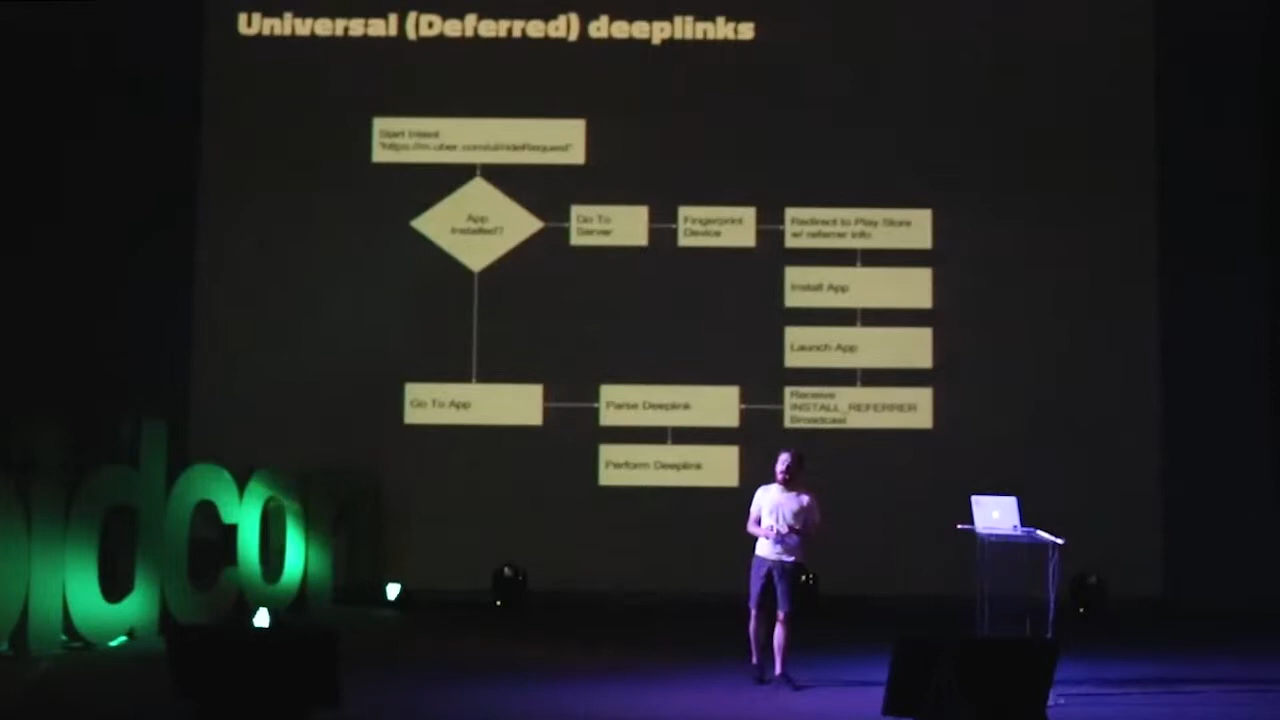 Universal (Deferred) deeplinks
Start Intent
"https://m.uber.com/ul/rideRequest"
App
Installed?
Go To
Server
Fingerprint
Device
Redirect to Play Store
w/ referrer info
Install App
Launch App
Receive
INSTALL_REFERRER
Broadcast
Go To App
Parse Deeplink
Perform Deeplink
idcon